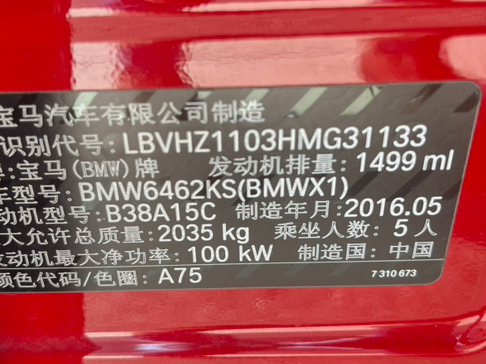 宝马汽车有限公司制造
识别代号: LBVHZ1103HMG31133
牌:宝马(BMW)牌 发动机排量: 1499 ml
车型号: BMW6462KS(BMWX1)
动机型号: B38A15C 制造年月: 2016.05
大允许总质量: 2035 kg 乘坐人数: 5 人
发动机最大净功率: 100 kW 制造国: 中国
颜色代码/色圈: A75 7 310 673